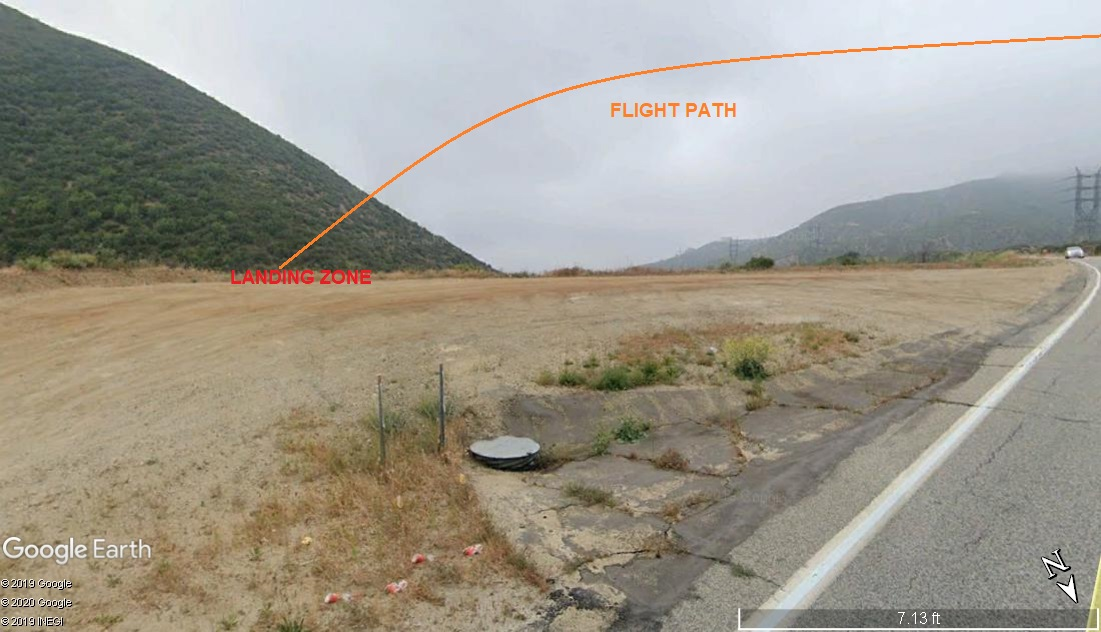 FLIGHT PATH
LANDING ZONE
Google Earth
© 2019 Google
© 2020 Google
© 2019 INEGI
N
7.13 ft